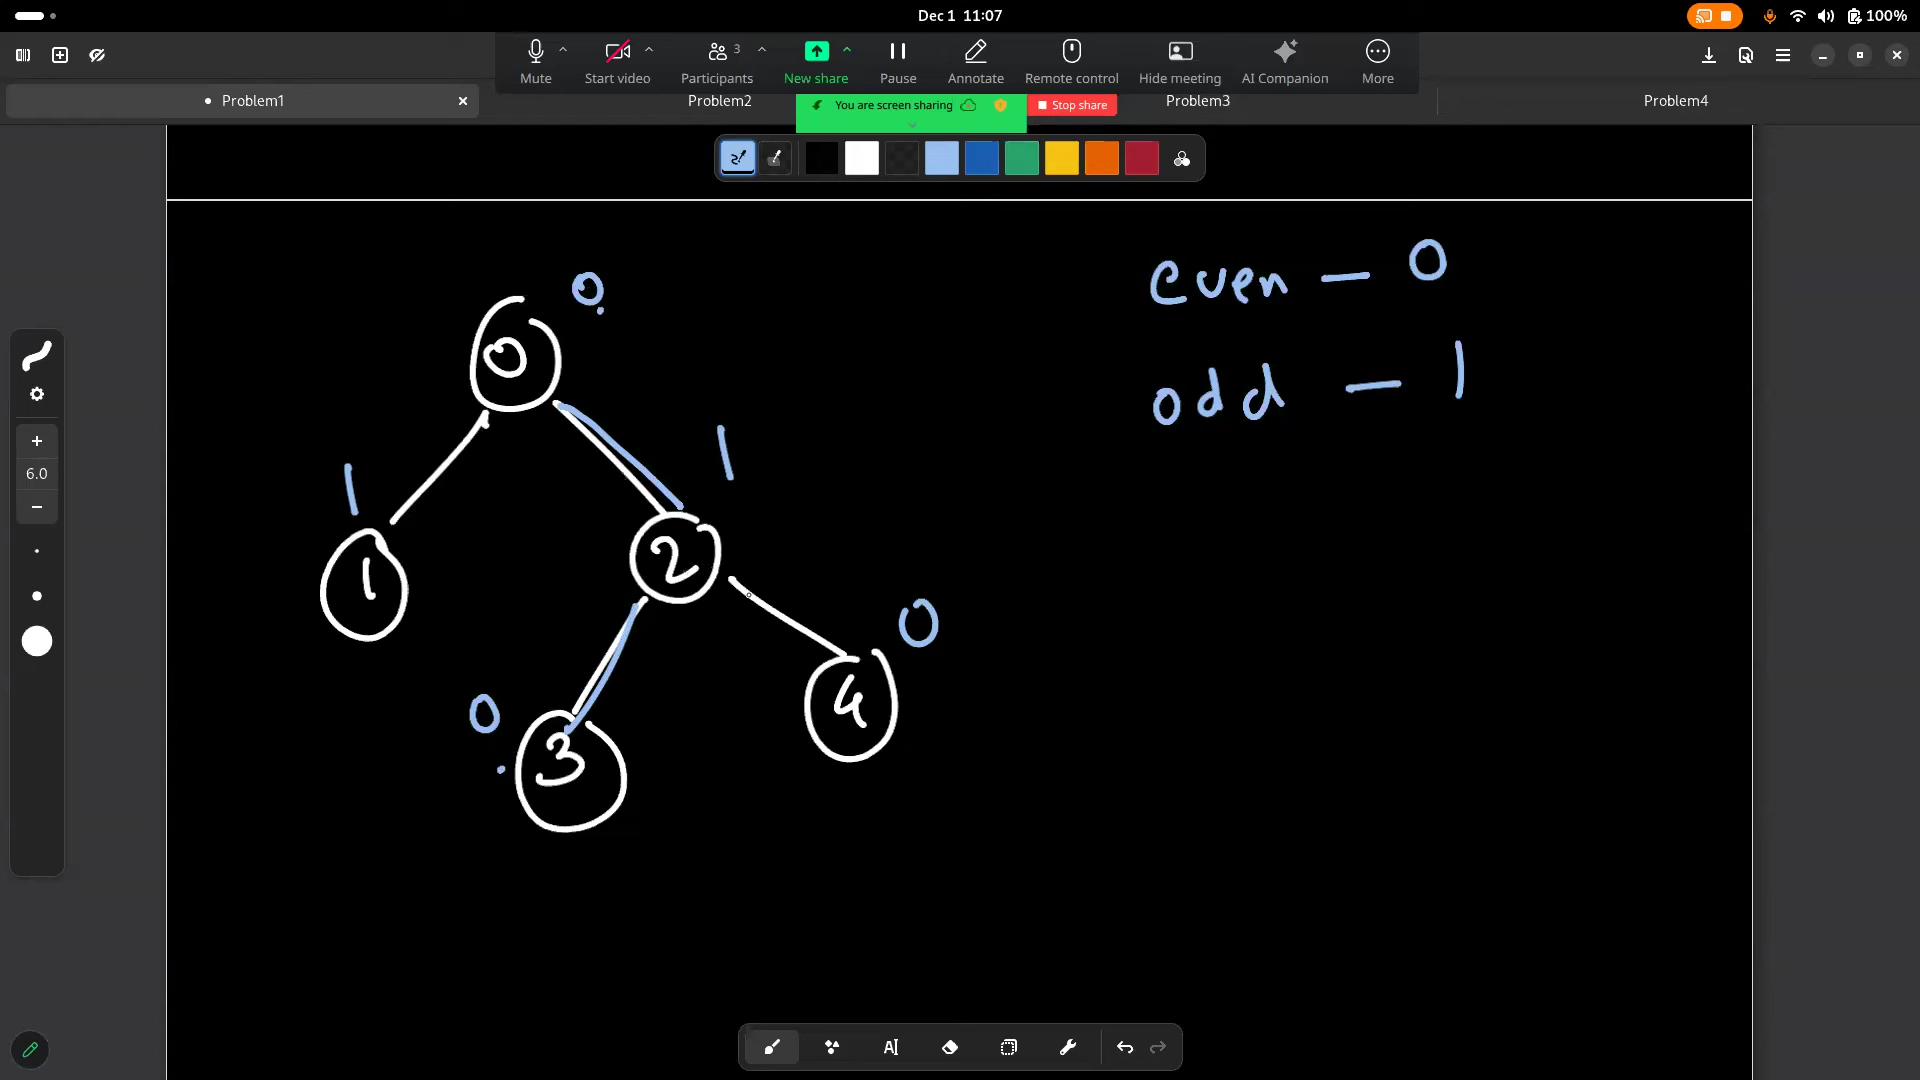 Dec 1 11:07
100%
Mute
Start video
Participants 3
New share
Pause
Annotate
Remote control
Hide meeting
AI Companion
More
Problem1
Problem2
Problem3
Problem4
You are screen sharing
Stop share
even - 0
odd - 1
0
0
1
1
1
2
0
4
0
3
6.0
AI